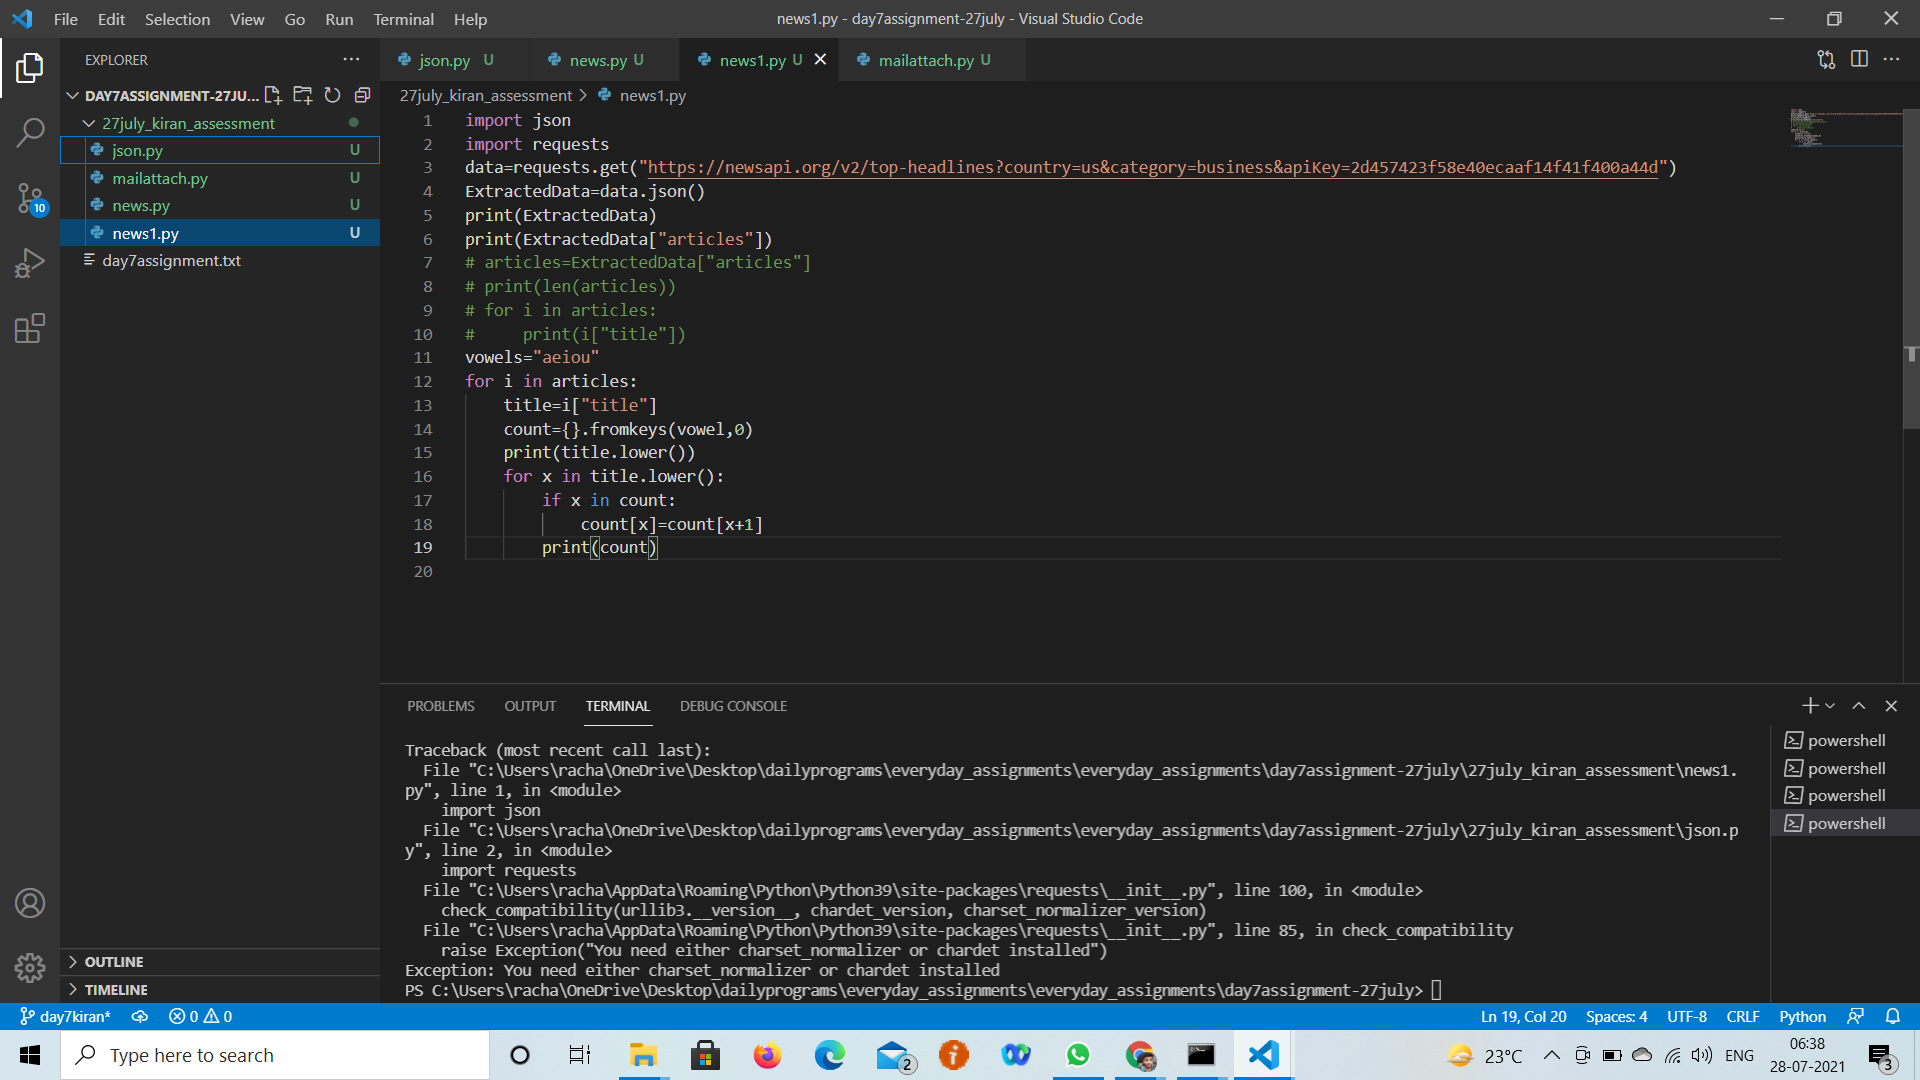 File Edit Selection View Go Run Terminal Help
news1.py - day7assignment-27july - Visual Studio Code
EXPLORER
DAY7ASSIGNMENT-27JU...
27july_kiran_assessment
json.py U
mailattach.py U
news.py U
news1.py U
day7assignment.txt
10
OUTLINE
TIMELINE
json.py U
news.py U
news1.py U
mailattach.py U
27july_kiran_assessment > news1.py
1 import json
2 import requests
3 data=requests.get("https://newsapi.org/v2/top-headlines?country=us&category=business&apiKey=2d457423f58e40ecaaf14f41f400a44d")
4 ExtractedData=data.json()
5 print(ExtractedData)
6 print(ExtractedData["articles"])
7 # articles=ExtractedData["articles"]
8 # print(len(articles))
9 # for i in articles:
10 #     print(i["title"])
11 vowels="aeiou"
12 for i in articles:
13     title=i["title"]
14     count={}.fromkeys(vowel,0)
15     print(title.lower())
16     for x in title.lower():
17         if x in count:
18             count[x]=count[x+1]
19         print(count)
20
PROBLEMS OUTPUT TERMINAL DEBUG CONSOLE
Traceback (most recent call last):
  File "C:\Users\racha\OneDrive\Desktop\dailyprograms\everyday_assignments\everyday_assignments\day7assignment-27july\27july_kiran_assessment\news1.
py", line 1, in <module>
    import json
  File "C:\Users\racha\OneDrive\Desktop\dailyprograms\everyday_assignments\everyday_assignments\day7assignment-27july\27july_kiran_assessment\json.p
y", line 2, in <module>
    import requests
  File "C:\Users\racha\AppData\Roaming\Python\Python39\site-packages\requests\__init__.py", line 100, in <module>
    check_compatibility(urllib3.__version__, chardet_version, charset_normalizer_version)
  File "C:\Users\racha\AppData\Roaming\Python\Python39\site-packages\requests\__init__.py", line 85, in check_compatibility
    raise Exception("You need either charset_normalizer or chardet installed")
Exception: You need either charset_normalizer or chardet installed
PS C:\Users\racha\OneDrive\Desktop\dailyprograms\everyday_assignments\everyday_assignments\day7assignment-27july>
powershell
powershell
powershell
powershell
day7kiran* 0 0
Ln 19, Col 20 Spaces: 4 UTF-8 CRLF Python
Type here to search
2
23°C
ENG
06:38
28-07-2021
3